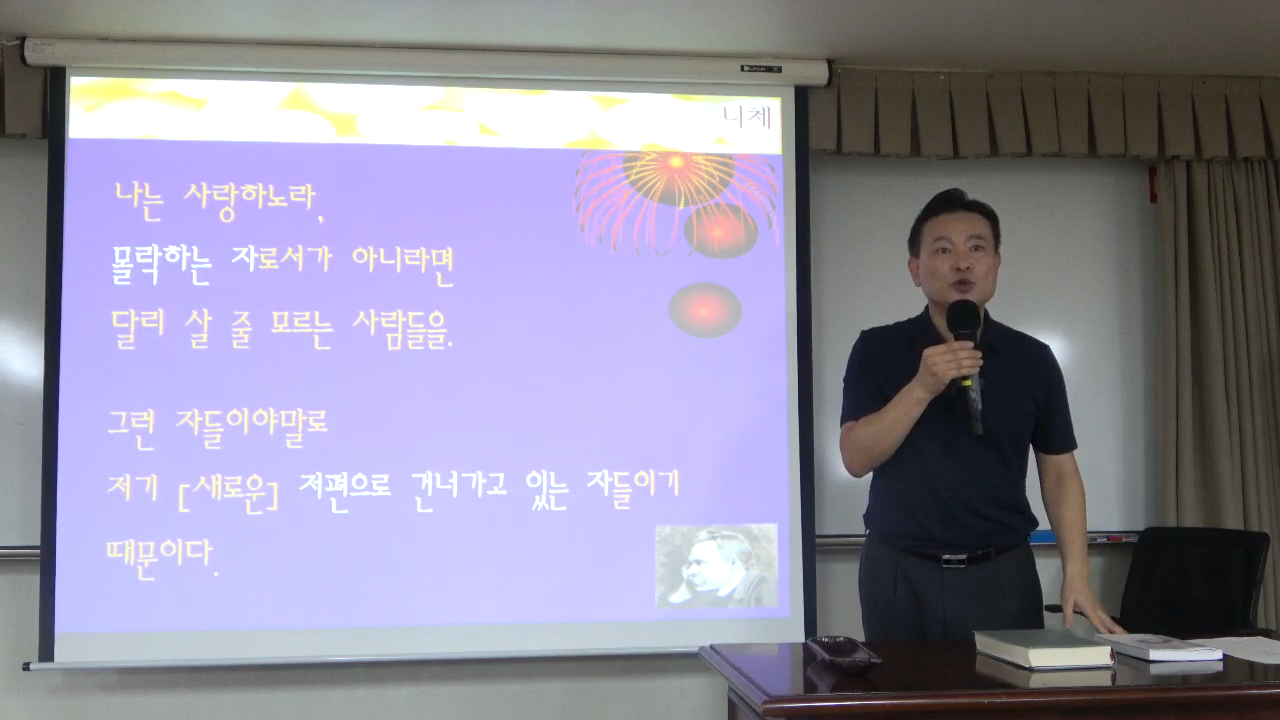 니체
나는 사랑하노라,
몰락하는 자로서가 아니라면
달리 살 줄 모르는 사람들을.
그런 자들이야말로
저기 [새로운] 저편으로 건너가고 있는 자들이기
때문이다.